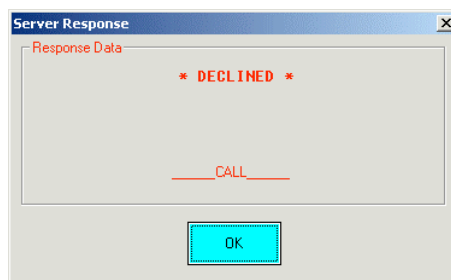 Server Response
Response Data
* DECLINED *
_____CALL_____
OK